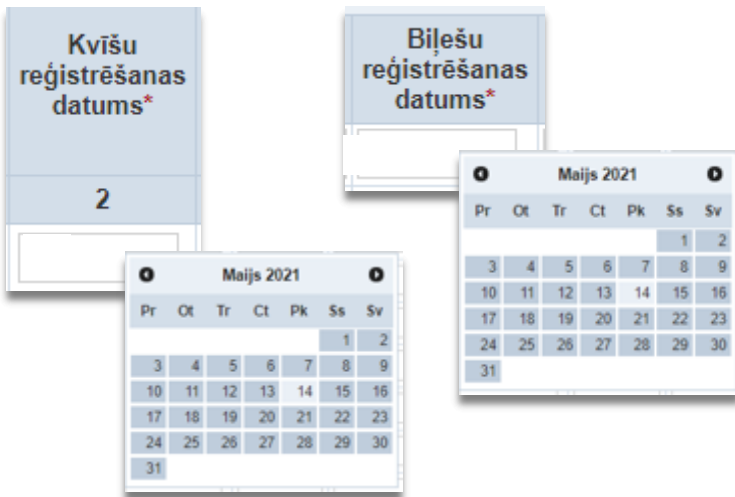 Kvīšu
reģistrēšanas
datums*
2
Maijs 2021
Pr Ot Tr Ct Pk Ss Sv
1 2
3 4 5 6 7 8 9
10 11 12 13 14 15 16
17 18 19 20 21 22 23
24 25 26 27 28 29 30
31
Biļešu
reģistrēšanas
datums*
Maijs 2021
Pr Ot Tr Ct Pk Ss Sv
1 2
3 4 5 6 7 8 9
10 11 12 13 14 15 16
17 18 19 20 21 22 23
24 25 26 27 28 29 30
31